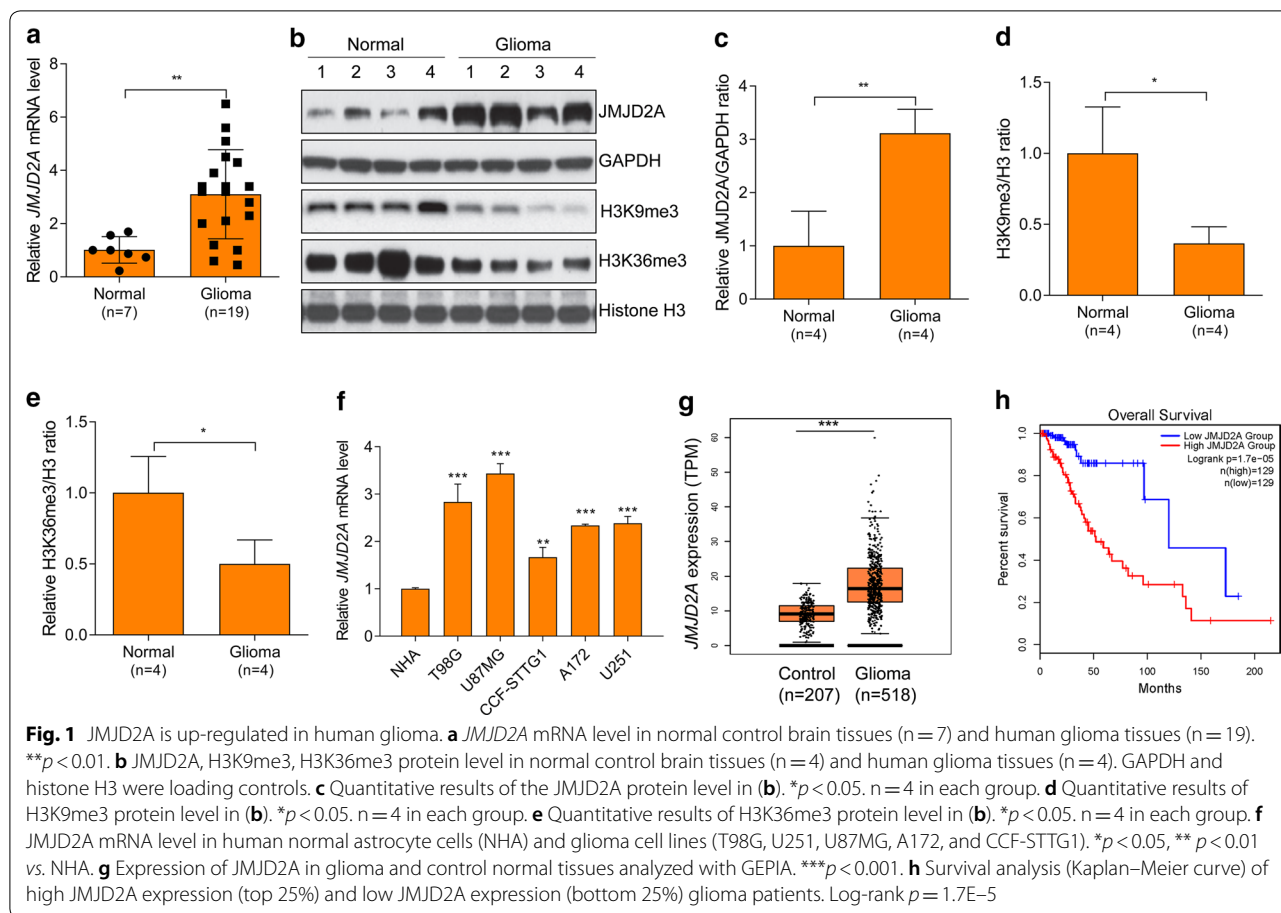 a
Relative JMJD2A mRNA level
8
6
4
2
0
**
Normal
(n=7)
Glioma
(n=19)
b
Normal Glioma
1 2 3 4 1 2 3 4
JMJD2A
GAPDH
H3K9me3
H3K36me3
Histone H3
c
Relative JMJD2A/GAPDH ratio
4
3
2
1
0
**
Normal
(n=4)
Glioma
(n=4)
d
H3K9me3/H3 ratio
1.5
1.0
0.5
0.0
*
Normal
(n=4)
Glioma
(n=4)
e
Relative H3K36me3/H3 ratio
1.5
1.0
0.5
0.0
*
Normal
(n=4)
Glioma
(n=4)
f
Relative JMJD2A mRNA level
4
3
2
1
0
***
***
**
***
***
NHA
T98G
U87MG
CCF-STTG1
A172
U251
g
JMJD2A expression (TPM)
60
50
40
30
20
10
0
***
Control
(n=207)
Glioma
(n=518)
h
Overall Survival
Percent survival
1.0
0.8
0.6
0.4
0.2
0.0
Low JMJD2A Group
High JMJD2A Group
Logrank p=1.7e-05
n(high)=129
n(low)=129
0 50 100 150 200
Months
Fig. 1 JMJD2A is up-regulated in human glioma. a JMJD2A mRNA level in normal control brain tissues (n = 7) and human glioma tissues (n = 19).
**p < 0.01. b JMJD2A, H3K9me3, H3K36me3 protein level in normal control brain tissues (n = 4) and human glioma tissues (n = 4). GAPDH and
histone H3 were loading controls. c Quantitative results of the JMJD2A protein level in (b). *p < 0.05. n = 4 in each group. d Quantitative results of
H3K9me3 protein level in (b). *p < 0.05. n = 4 in each group. e Quantitative results of H3K36me3 protein level in (b). *p < 0.05. n = 4 in each group. f
JMJD2A mRNA level in human normal astrocyte cells (NHA) and glioma cell lines (T98G, U251, U87MG, A172, and CCF-STTG1). *p < 0.05, ** p < 0.01
vs. NHA. g Expression of JMJD2A in glioma and control normal tissues analyzed with GEPIA. ***p < 0.001. h Survival analysis (Kaplan–Meier curve) of
high JMJD2A expression (top 25%) and low JMJD2A expression (bottom 25%) glioma patients. Log-rank p = 1.7E–5